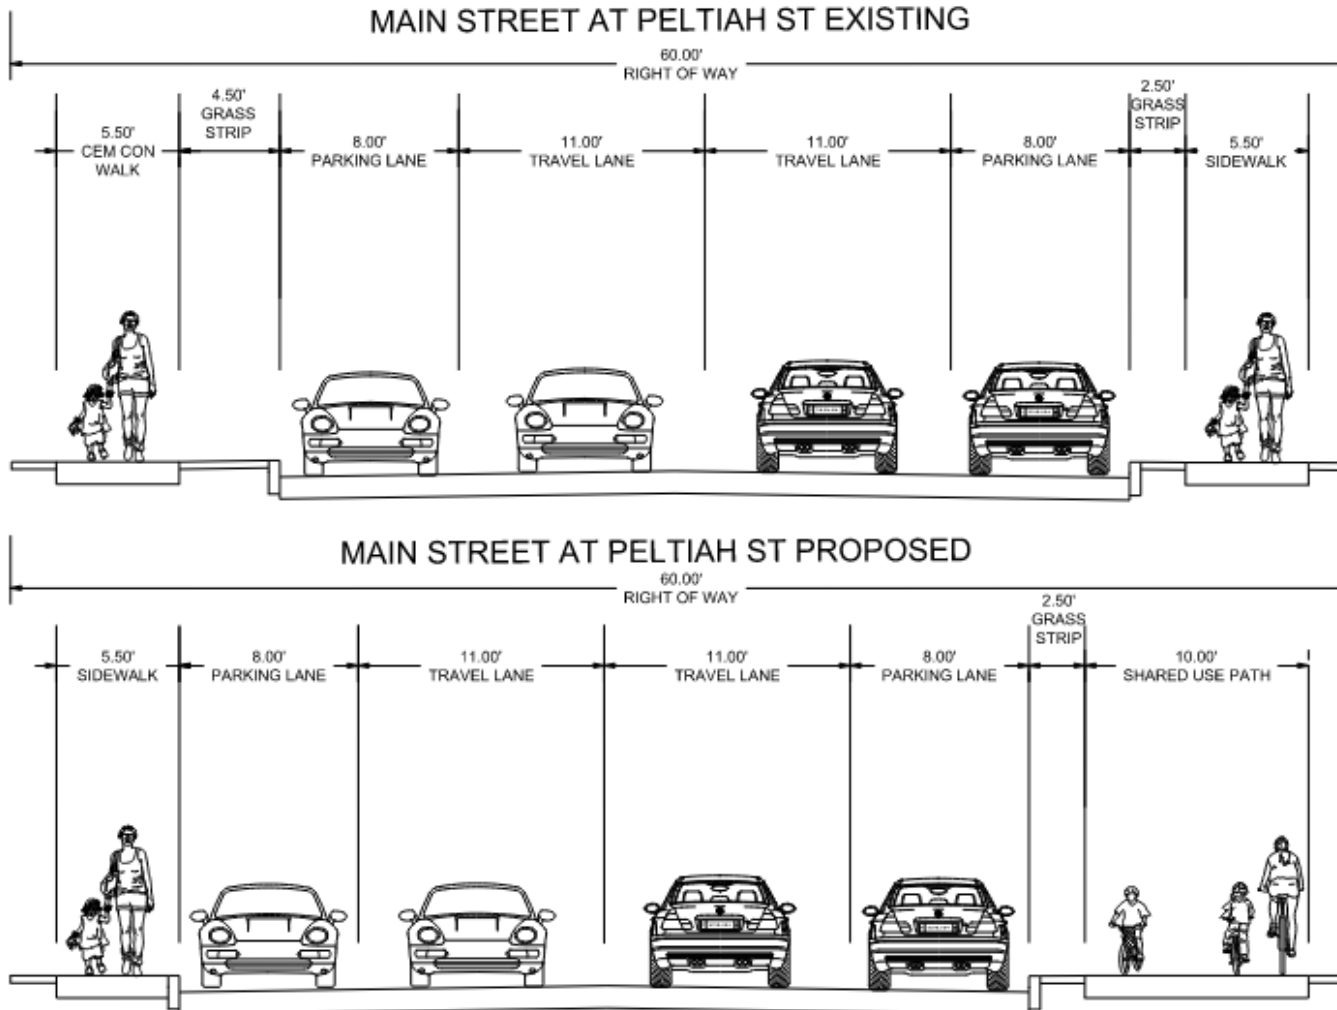 MAIN STREET AT PELTIAH ST EXISTING
60.00'
RIGHT OF WAY
5.50'
CEM CON
WALK
4.50'
GRASS
STRIP
8.00'
PARKING LANE
11.00'
TRAVEL LANE
11.00'
TRAVEL LANE
8.00'
PARKING LANE
2.50'
GRASS
STRIP
5.50'
SIDEWALK
MAIN STREET AT PELTIAH ST PROPOSED
60.00'
RIGHT OF WAY
5.50'
SIDEWALK
8.00'
PARKING LANE
11.00'
TRAVEL LANE
11.00'
TRAVEL LANE
8.00'
PARKING LANE
2.50'
GRASS
STRIP
10.00'
SHARED USE PATH